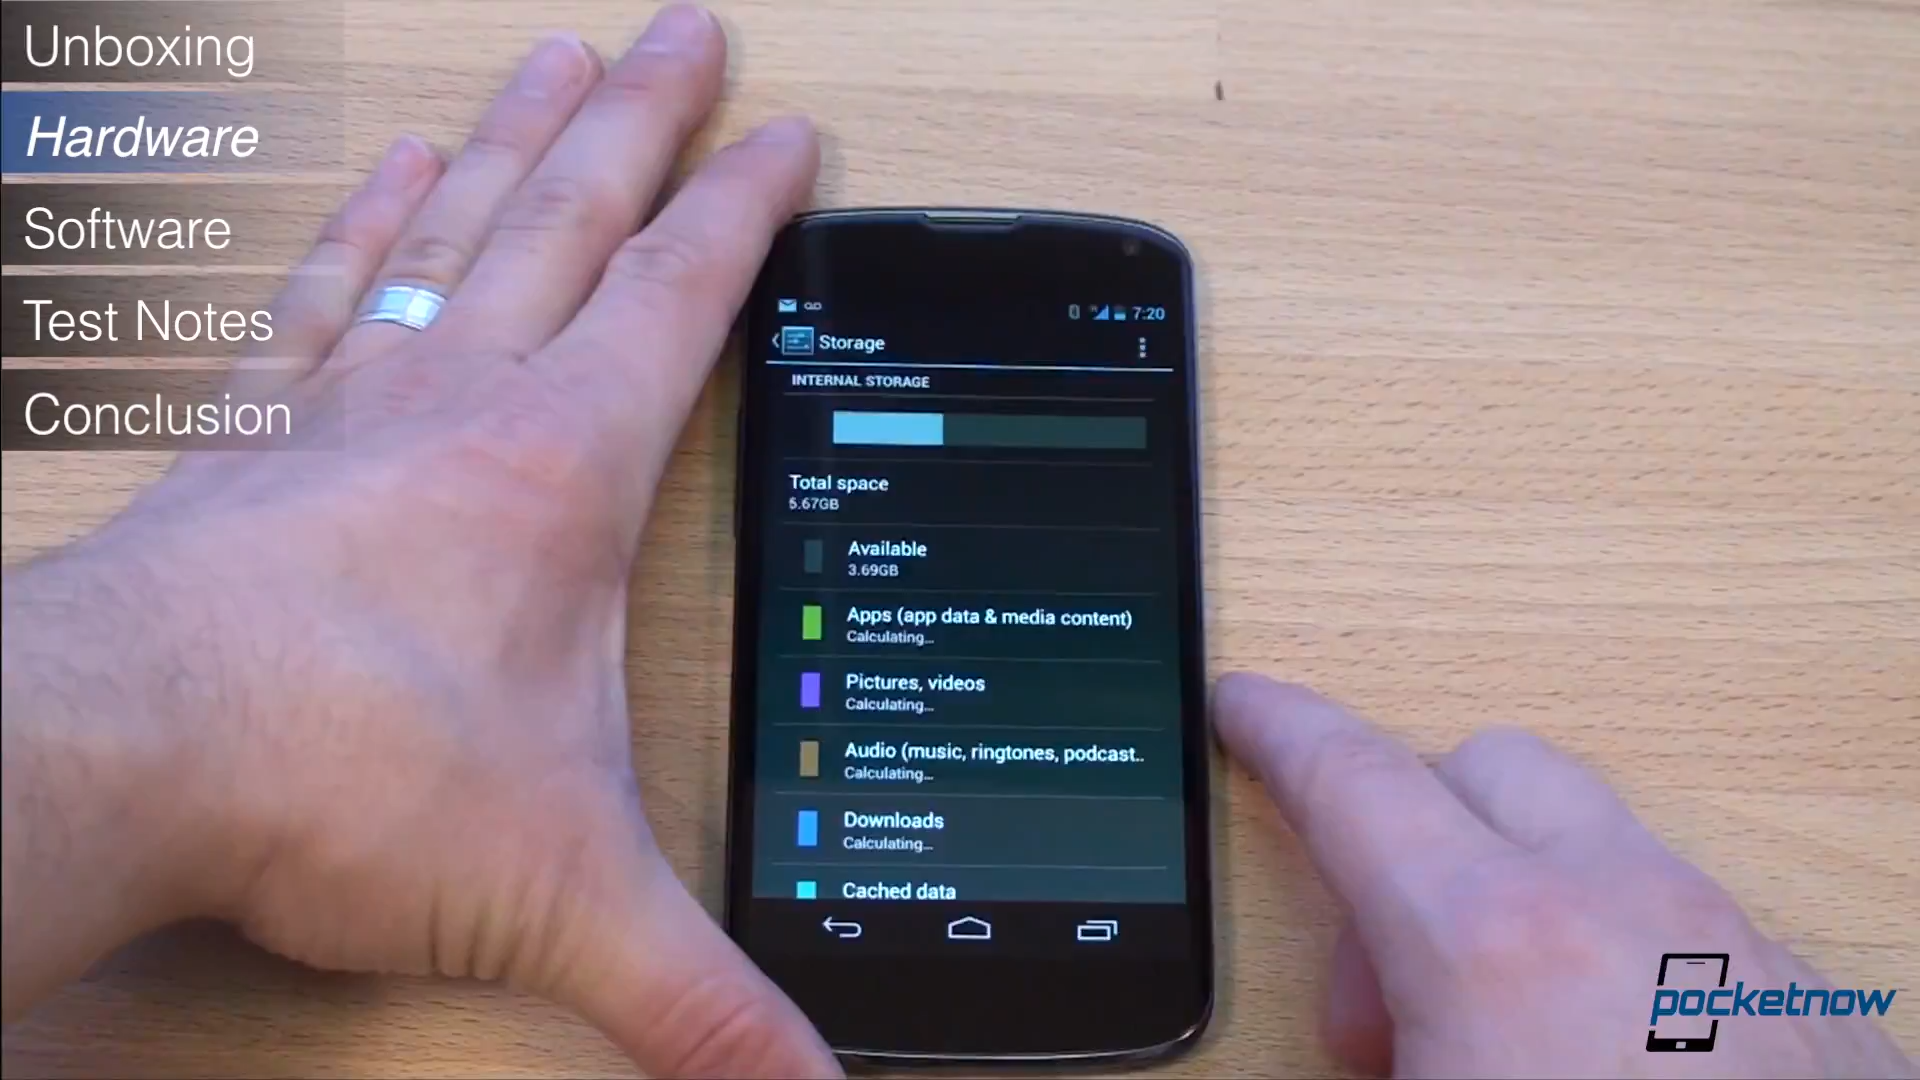 Unboxing
Hardware
Software
Test Notes
Conclusion
7:20
Storage
INTERNAL STORAGE
Total space
5.67GB
Available
3.69GB
Apps (app data & media content)
Calculating...
Pictures, videos
Calculating...
Audio (music, ringtones, podcast..
Calculating...
Downloads
Calculating...
Cached data
pocketnow